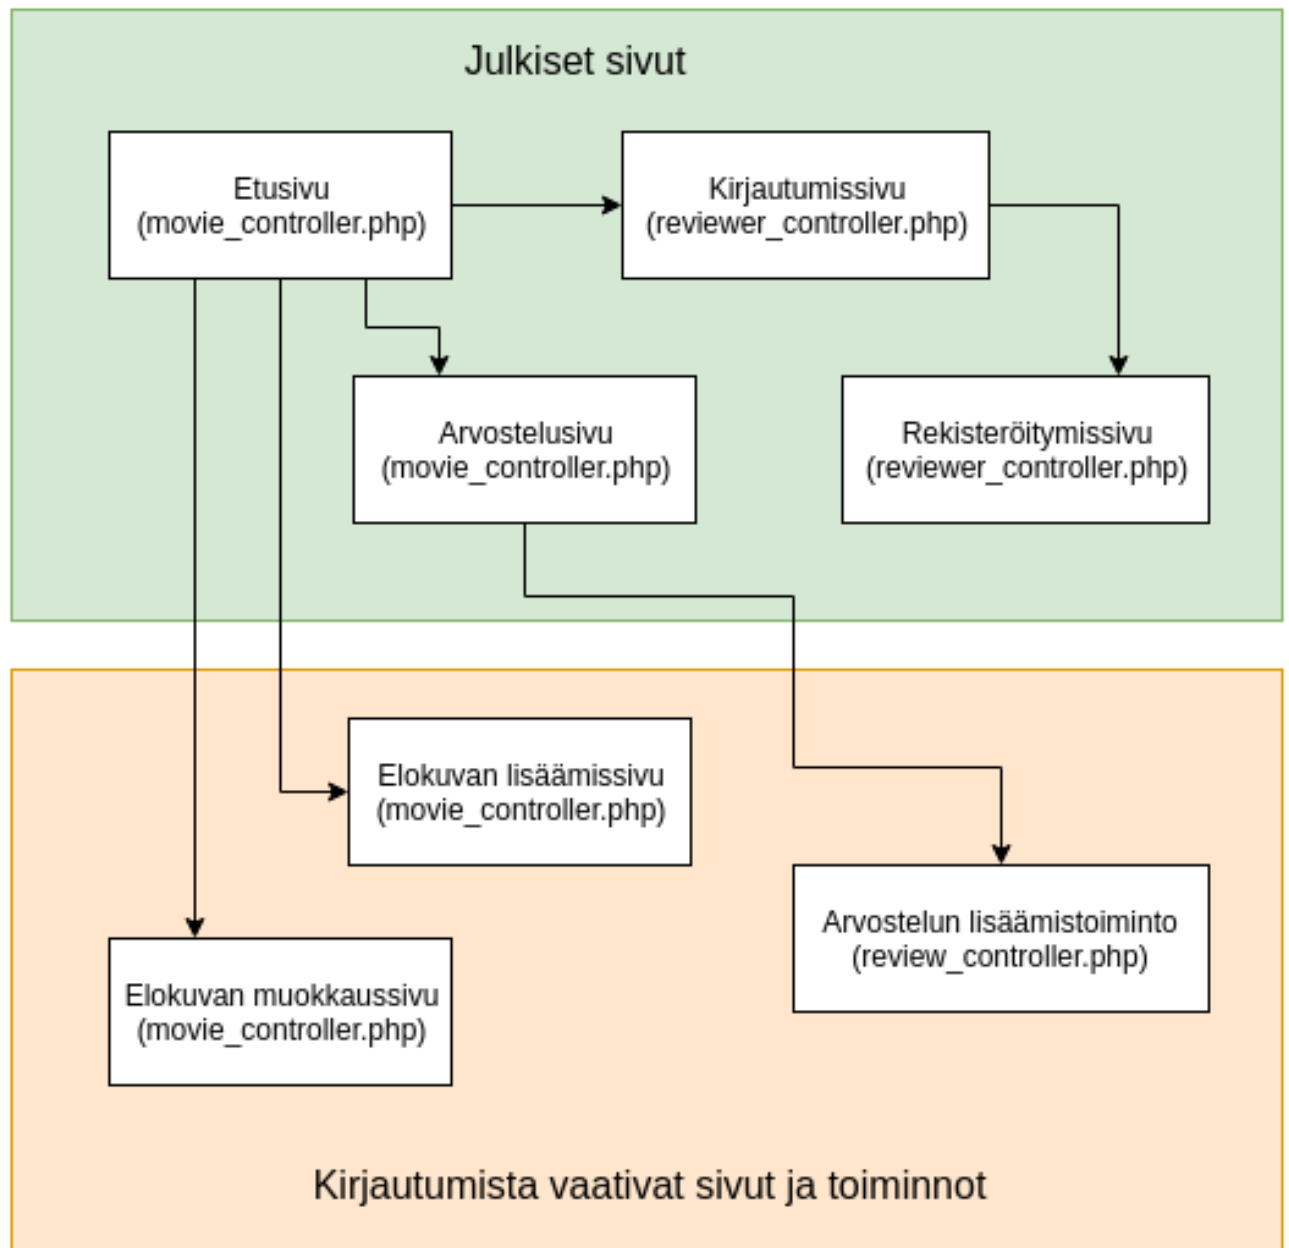 Julkiset sivut
Etusivu
(movie_controller.php)
Kirjautumissivu
(reviewer_controller.php)
Arvostelusivu
(movie_controller.php)
Rekisteröitymissivu
(reviewer_controller.php)
Elokuvan lisäämissivu
(movie_controller.php)
Arvostelun lisäämistoiminto
(review_controller.php)
Elokuvan muokkaussivu
(movie_controller.php)
Kirjautumista vaativat sivut ja toiminnot